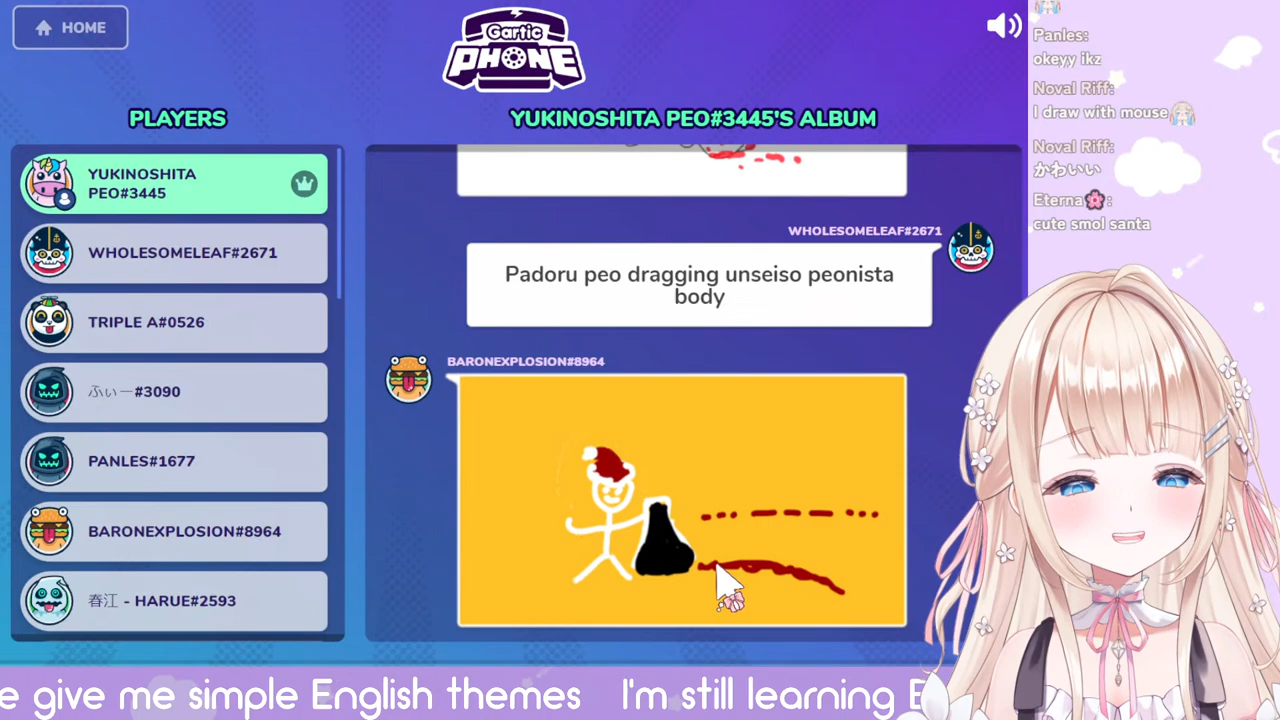 HOME
Gartic
PHONE
PLAYERS
YUKINOSHITA PEO#3445'S ALBUM
YUKINOSHITA
PEO#3445
WHOLESOMELEAF#2671
TRIPLE A#0526
ふぃー#3090
PANLES#1677
BARONEXPLOSION#8964
春江 - HARUE#2593
WHOLESOMELEAF#2671
Padoru peo dragging unseiso peonista
body
BARONEXPLOSION#8964
Panles:
okeyy ikz
Noval Riff:
I draw with mouse
Noval Riff:
かわいい
Eterna🌸:
cute smol santa
e give me simple English themes I'm still learning E